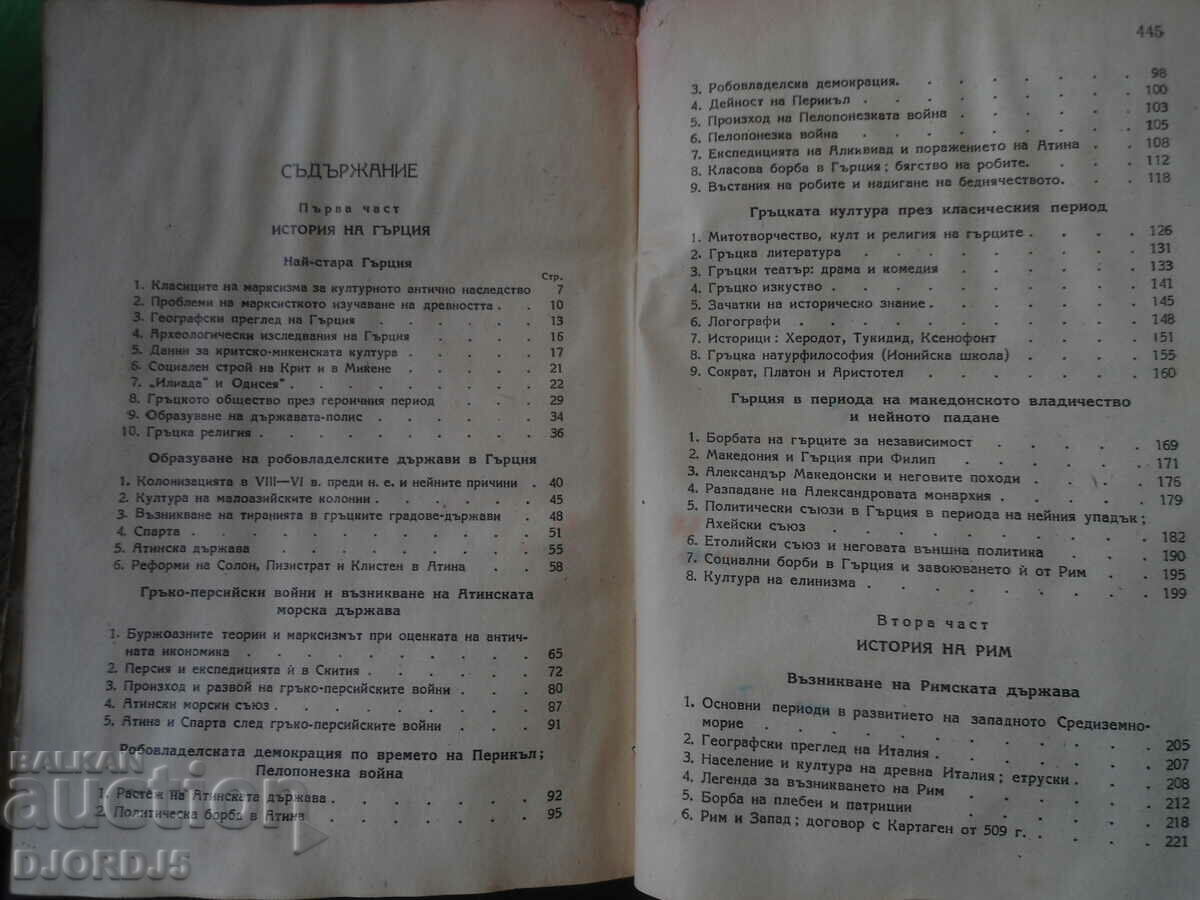 СЪДЪРЖАНИЕ
Първа част
ИСТОРИЯ НА ГЪРЦИЯ
Най-стара Гърция
Стр.
1. Класиците на марксизма за културното антично наследство 7
2. Проблеми на марксисткото изучаване на древността . . 10
3. Географски преглед на Гърция . . . . . 13
4. Археологически изследвания на Гърция . . . . 16
5. Данни за критско-микенската култура . . . . 17
6. Социален строй на Крит и в Микене . . . . 21
7. „Илиада" и Одисея" . . . . . . . 22
8. Гръцкото общество през героичния период . . . 29
9. Образуване на държавата-полис . . . . . 34
10. Гръцка религия . . . . . . . . 36
Образуване на робовладелските държави в Гърция
1. Колонизацията в VIII—VI в. преди н. е. и нейните причини . 40
2. Култура на малоазийските колонии . . . . . 45
3. Възникване на тиранията в гръцките градове-държави . 48
4. Спарта . . . . . . . . . . 51
5. Атинска държава . . . . . . . 55
6. Реформи на Солон, Пизистрат и Клистен в Атина . . 58
Гръко-персийски войни и възникване на Атинската
морска държава
1. Буржоазните теории и марксизмът при оценката на антич-
ната икономика . . . . . . . . 65
2. Персия и експедицията ѝ в Скития . . . . . 72
3. Произход и развой на гръко-персийските войни . . . 80
4. Атински морски съюз . . . . . . . 87
5. Атина и Спарта след гръко-персийските войни . . . 91
Робовладелската демокрация по времето на Перикъл;
Пелопонезка война
1. Растеж на Атинската държава . . . . . . 92
2. Политическа борба в Атина . . . . . . 95
445
3. Робовладелска демокрация. . . . . . . 98
4. Дейност на Перикъл . . . . . . . . 100
5. Произход на Пелопонезката война . . . . . 103
6. Пелопонезка война . . . . . . . . 105
7. Експедицията на Алкивиад и поражението на Атина . . 108
8. Класова борба в Гърция; бягство на робите. . . . 112
9. Въстания на робите и надигане на беднячеството. . . 118
Гръцката култура през класическия период
1. Митотворчество, култ и религия на гърците . . . . 126
2. Гръцка литература . . . . . . . . 131
3. Гръцки театър: драма и комедия . . . . . 133
4. Гръцко изкуство . . . . . . . . 141
5. Зачатки на историческо знание . . . . . . 145
6. Логографи . . . . . . . . . 148
7. Историци: Херодот, Тукидид, Ксенофонт . . . . 151
8. Гръцка натурфилософия (Ионийска школа) . . . . 155
9. Сократ, Платон и Аристотел . . . . . . 160
Гърция в периода на македонското владичество
и нейното падане
1. Борбата на гърците за независимост . . . . 169
2. Македония и Гърция при Филип . . . . . 171
3. Александър Македонски и неговите походи . . . . 176
4. Разпадане на Александровата монархия . . . . 179
5. Политически съюзи в Гърция в периода на нейния упадък;
Ахейски съюз . . . . . . . . . 182
6. Етолийски съюз и неговата външна политика . . . 190
7. Социални борби в Гърция и завоюването ѝ от Рим . . 195
8. Култура на елинизма . . . . . . . . 199
Втора част
ИСТОРИЯ НА РИМ
Възникване на Римската държава
1. Основни периоди в развитието на западното Средиземно-
морие . . . . . . . . . . 205
2. Географски преглед на Италия . . . . . . 207
3. Население и култура на древна Италия; етруски . . . 208
4. Легенда за възникването на Рим . . . . . 212
5. Борба на плебеи и патриции . . . . . . 218
6. Рим и Запад; договор с Картаген от 509 г. . . . . 221
BALKAN
auction
DJORDJ5